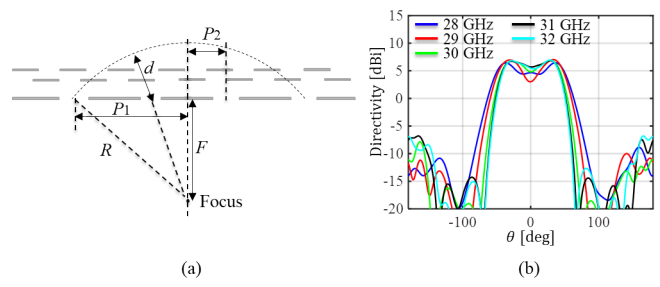 P2
d
P1
R
F
Focus
(a)
15
10
5
0
-5
-10
-15
-20
Directivity [dBi]
28 GHz
29 GHz
30 GHz
31 GHz
32 GHz
-100
0
100
θ [deg]
(b)